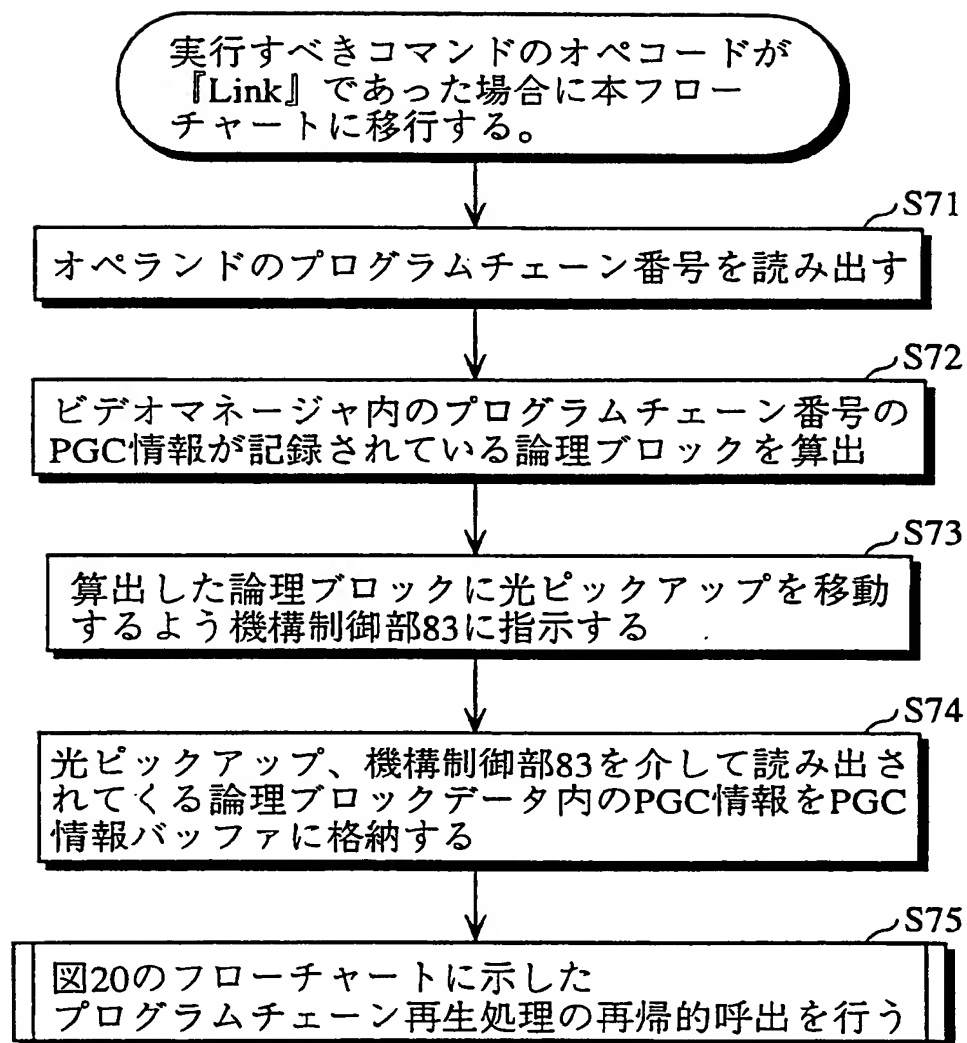 実行すべきコマンドのオペコードが
『Link』であった場合に本フロー
チャートに移行する。
S71
オペランドのプログラムチェーン番号を読み出す
S72
ビデオマネージャ内のプログラムチェーン番号の
PGC情報が記録されている論理ブロックを算出
S73
算出した論理ブロックに光ピックアップを移動
するよう機構制御部83に指示する
S74
光ピックアップ、機構制御部83を介して読み出さ
れてくる論理ブロックデータ内のPGC情報をPGC
情報バッファに格納する
S75
図20のフローチャートに示した
プログラムチェーン再生処理の再帰的呼出を行う